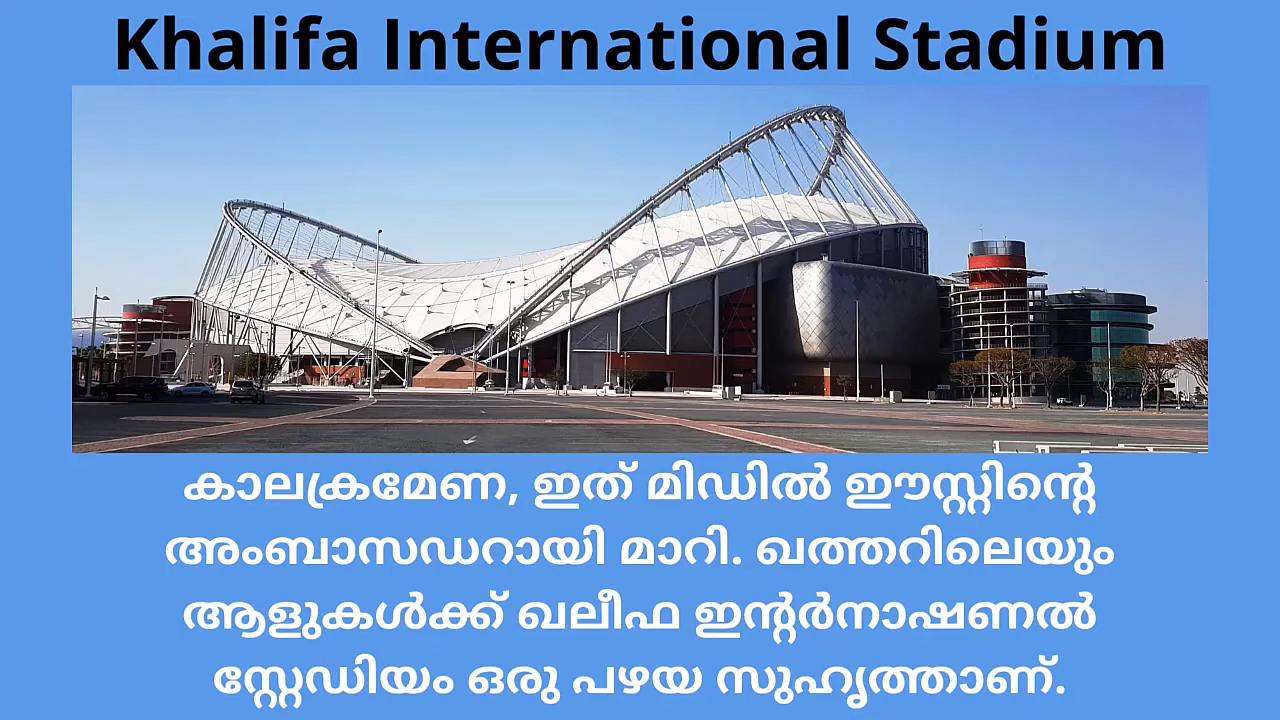 Khalifa International Stadium
കാലക്രമേണ, ഇത് മിഡിൽ ഈസ്റ്റിന്റെ
അംബാസഡറായി മാറി. ഖത്തറിലെയും
ആളുകൾക്ക് ഖലീഫ ഇന്റർനാഷണൽ
സ്റ്റേഡിയം ഒരു പഴയ സുഹൃത്താണ്.